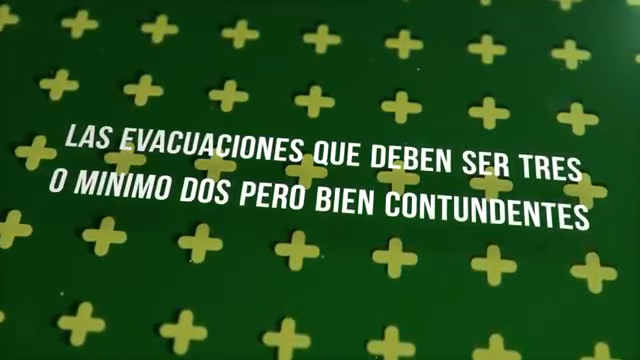 LAS EVACUACIONES QUE DEBEN SER TRES
O MINIMO DOS PERO BIEN CONTUNDENTES